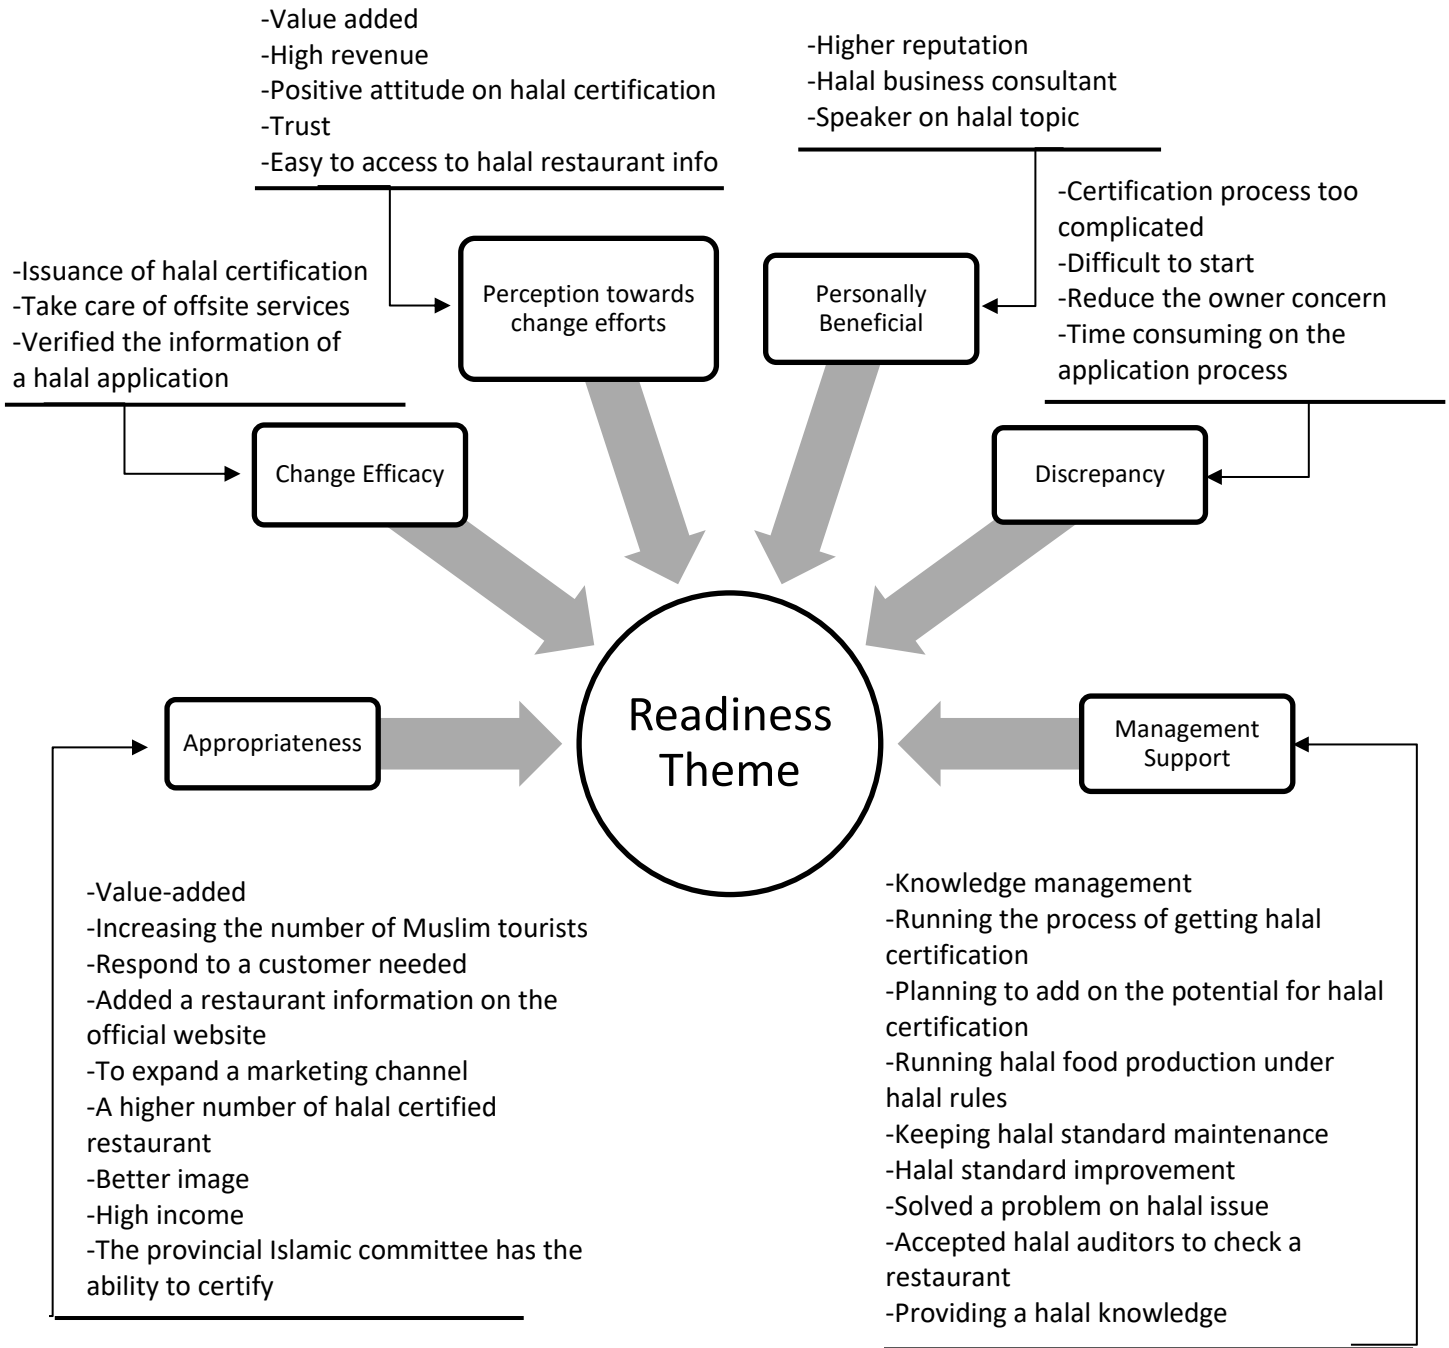 -Value added
-High revenue
-Positive attitude on halal certification
-Trust
-Easy to access to halal restaurant info
-Higher reputation
-Halal business consultant
-Speaker on halal topic
-Certification process too
complicated
-Difficult to start
-Reduce the owner concern
-Time consuming on the
application process
-Issuance of halal certification
-Take care of offsite services
-Verified the information of
a halal application
Perception towards
change efforts
Personally
Beneficial
Change Efficacy
Discrepancy
Readiness
Theme
Appropriateness
Management
Support
-Value-added
-Increasing the number of Muslim tourists
-Respond to a customer needed
-Added a restaurant information on the
official website
-To expand a marketing channel
-A higher number of halal certified
restaurant
-Better image
-High income
-The provincial Islamic committee has the
ability to certify
-Knowledge management
-Running the process of getting halal
certification
-Planning to add on the potential for halal
certification
-Running halal food production under
halal rules
-Keeping halal standard maintenance
-Halal standard improvement
-Solved a problem on halal issue
-Accepted halal auditors to check a
restaurant
-Providing a halal knowledge